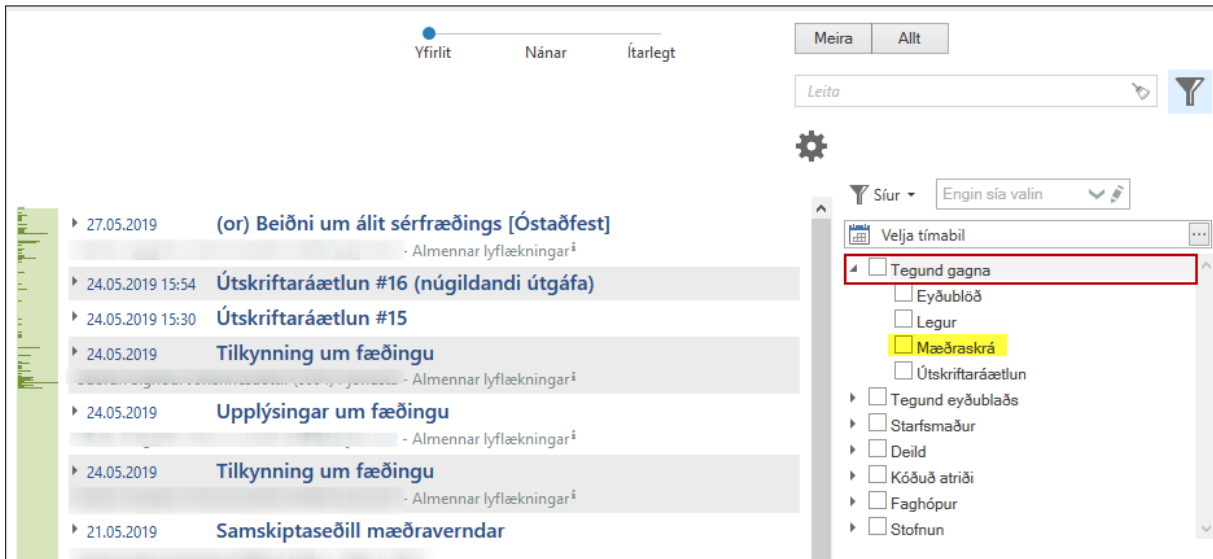 Yfirlit Nánar Ítarlegt
Meira Allt
Leita
Síur Engin sía valin
Velja tímabil ...
Tegund gagna
Eyðublöð
Legur
Mæðraskrá
Útskriftaráætlun
Tegund eyðublaðs
Starfsmaður
Deild
Kóðuð atriði
Faghópur
Stofnun
27.05.2019 (or) Beiðni um álit sérfræðings [Óstaðfest]
- Almennar lyflækningar i
24.05.2019 15:54 Útskriftaráætlun #16 (núgildandi útgáfa)
24.05.2019 15:30 Útskriftaráætlun #15
24.05.2019 Tilkynning um fæðingu
- Almennar lyflækningar i
24.05.2019 Upplýsingar um fæðingu
- Almennar lyflækningar i
24.05.2019 Tilkynning um fæðingu
- Almennar lyflækningar i
21.05.2019 Samskiptaseðill mæðraverndar